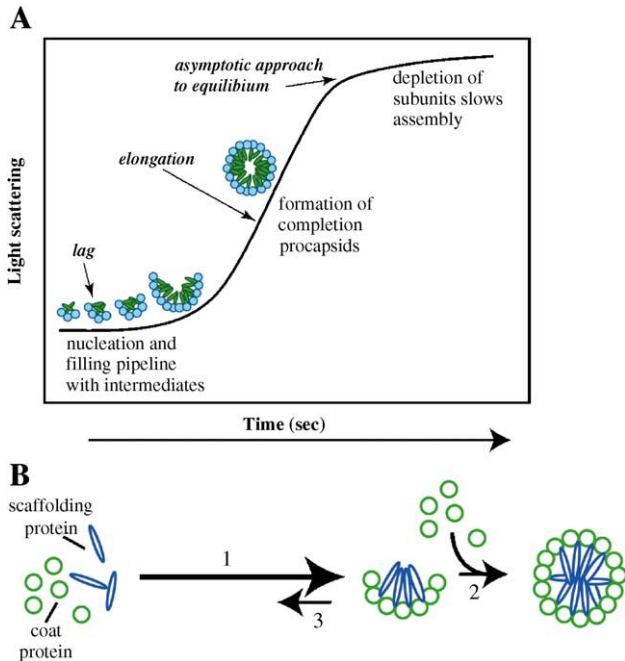 A
asymptotic approach
to equilibium
depletion of
subunits slows
assembly
elongation
formation of
completion
procapsids
lag
nucleation and
filling pipeline
with intermediates
Light scattering
Time (sec)
B
scaffolding
protein
coat
protein
1
3
2